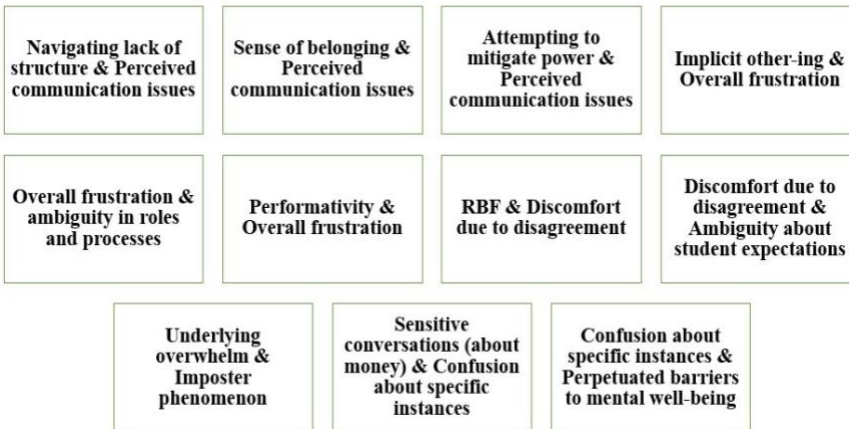 Navigating lack of
structure & Perceived
communication issues
Sense of belonging &
Perceived
communication issues
Attempting to
mitigate power &
Perceived
communication issues
Implicit other-ing &
Overall frustration
Overall frustration &
ambiguity in roles
and processes
Performativity &
Overall frustration
RBF & Discomfort
due to disagreement
Discomfort due to
disagreement &
Ambiguity about
student expectations
Underlying
overwhelm &
Imposter
phenomenon
Sensitive
conversations (about
money) & Confusion
about specific
instances
Confusion about
specific instances &
Perpetuated barriers
to mental well-being